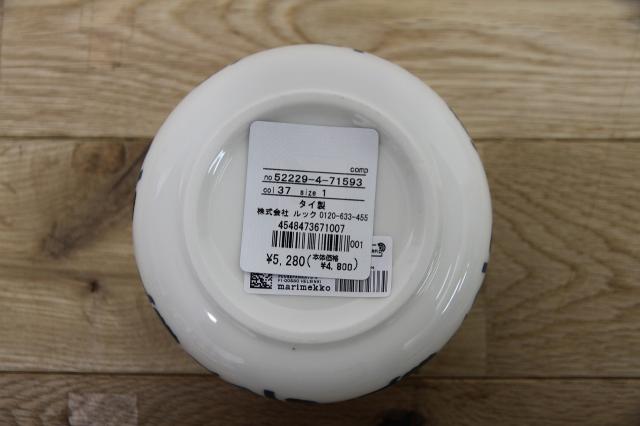 comp
no 52229-4-71593
col 37 size 1
タイ製
株式会社 ルック 0120-633-455
4548473671007
001
¥5,280(本体価格 ¥4,800)
marimekko